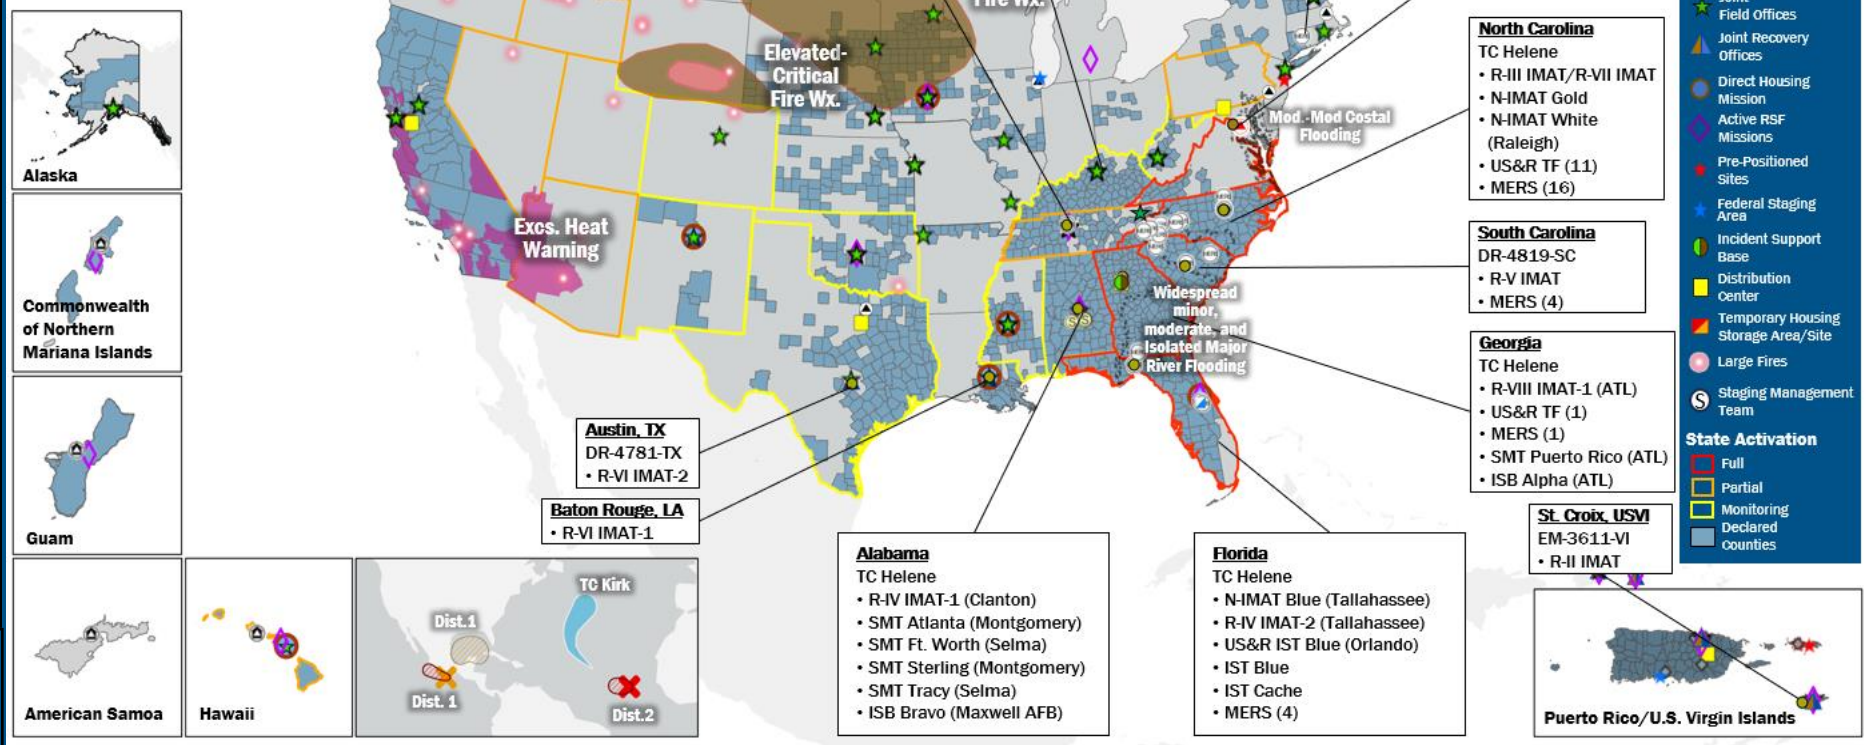 Fire Wx.
Elevated-
Critical
Fire Wx.
Mod.-Mod Costal
Flooding
Excs. Heat
Warning
Widespread
minor,
moderate, and
Isolated Major
River Flooding
Alaska
Commonwealth
of Northern
Mariana Islands
Guam
American Samoa
Hawaii
TC Kirk
Dist.1
Dist. 1
Dist.2
Austin, TX
DR-4781-TX
• R-VI IMAT-2
Baton Rouge, LA
• R-VI IMAT-1
Alabama
TC Helene
• R-IV IMAT-1 (Clanton)
• SMT Atlanta (Montgomery)
• SMT Ft. Worth (Selma)
• SMT Sterling (Montgomery)
• SMT Tracy (Selma)
• ISB Bravo (Maxwell AFB)
Florida
TC Helene
• N-IMAT Blue (Tallahassee)
• R-IV IMAT-2 (Tallahassee)
• US&R IST Blue (Orlando)
• IST Blue
• IST Cache
• MERS (4)
North Carolina
TC Helene
• R-III IMAT/R-VII IMAT
• N-IMAT Gold
• N-IMAT White
(Raleigh)
• US&R TF (11)
• MERS (16)
South Carolina
DR-4819-SC
• R-V IMAT
• MERS (4)
Georgia
TC Helene
• R-VIII IMAT-1 (ATL)
• US&R TF (1)
• MERS (1)
• SMT Puerto Rico (ATL)
• ISB Alpha (ATL)
St. Croix, USVI
EM-3611-VI
• R-II IMAT
Puerto Rico/U.S. Virgin Islands
Field Offices
Joint Recovery
Offices
Direct Housing
Mission
Active RSF
Missions
Pre-Positioned
Sites
Federal Staging
Area
Incident Support
Base
Distribution
Center
Temporary Housing
Storage Area/Site
Large Fires
S
Staging Management
Team
State Activation
Full
Partial
Monitoring
Declared
Counties